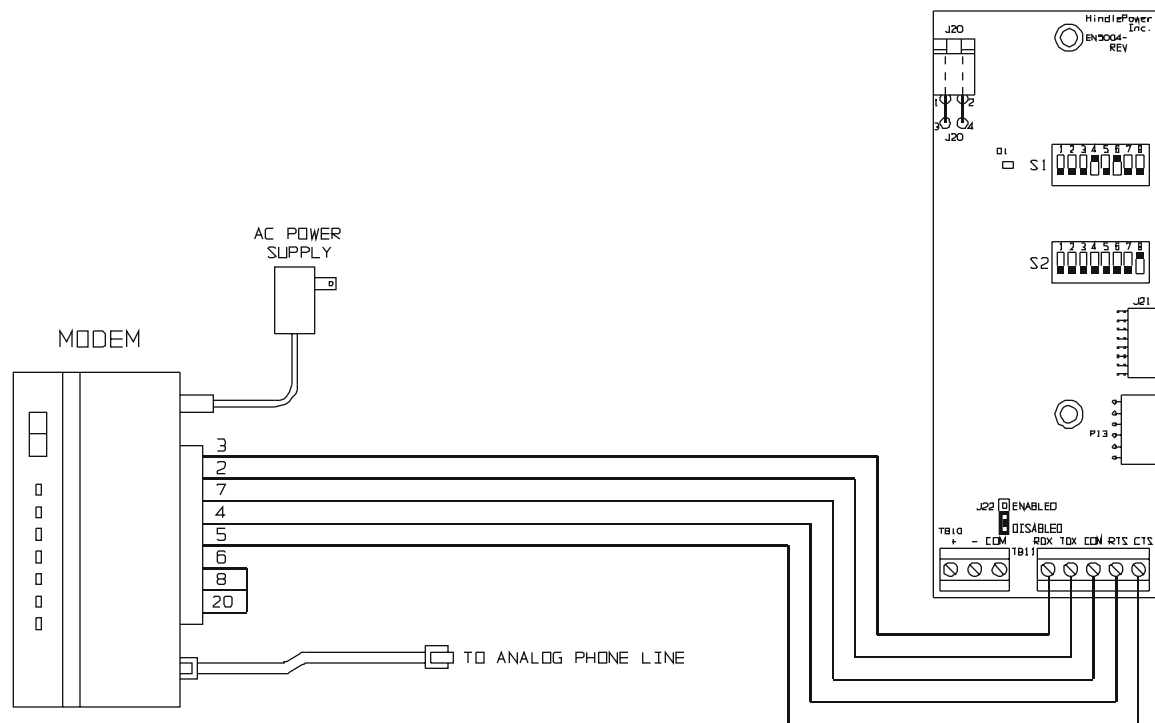 HindlePower
Inc.
J20
EN5004-
REV
1 2
3 4
J20
D1
S1
1 2 3 4 5 6 7 8
S2
1 2 3 4 5 6 7 8
AC POWER
SUPPLY
J21
MODEM
P13
3
2
7
4
5
6
8
20
J22 ENABLED
DISABLED
TB10
+ - COM
TB11
RDX TDX COM RTS CTS
TO ANALOG PHONE LINE